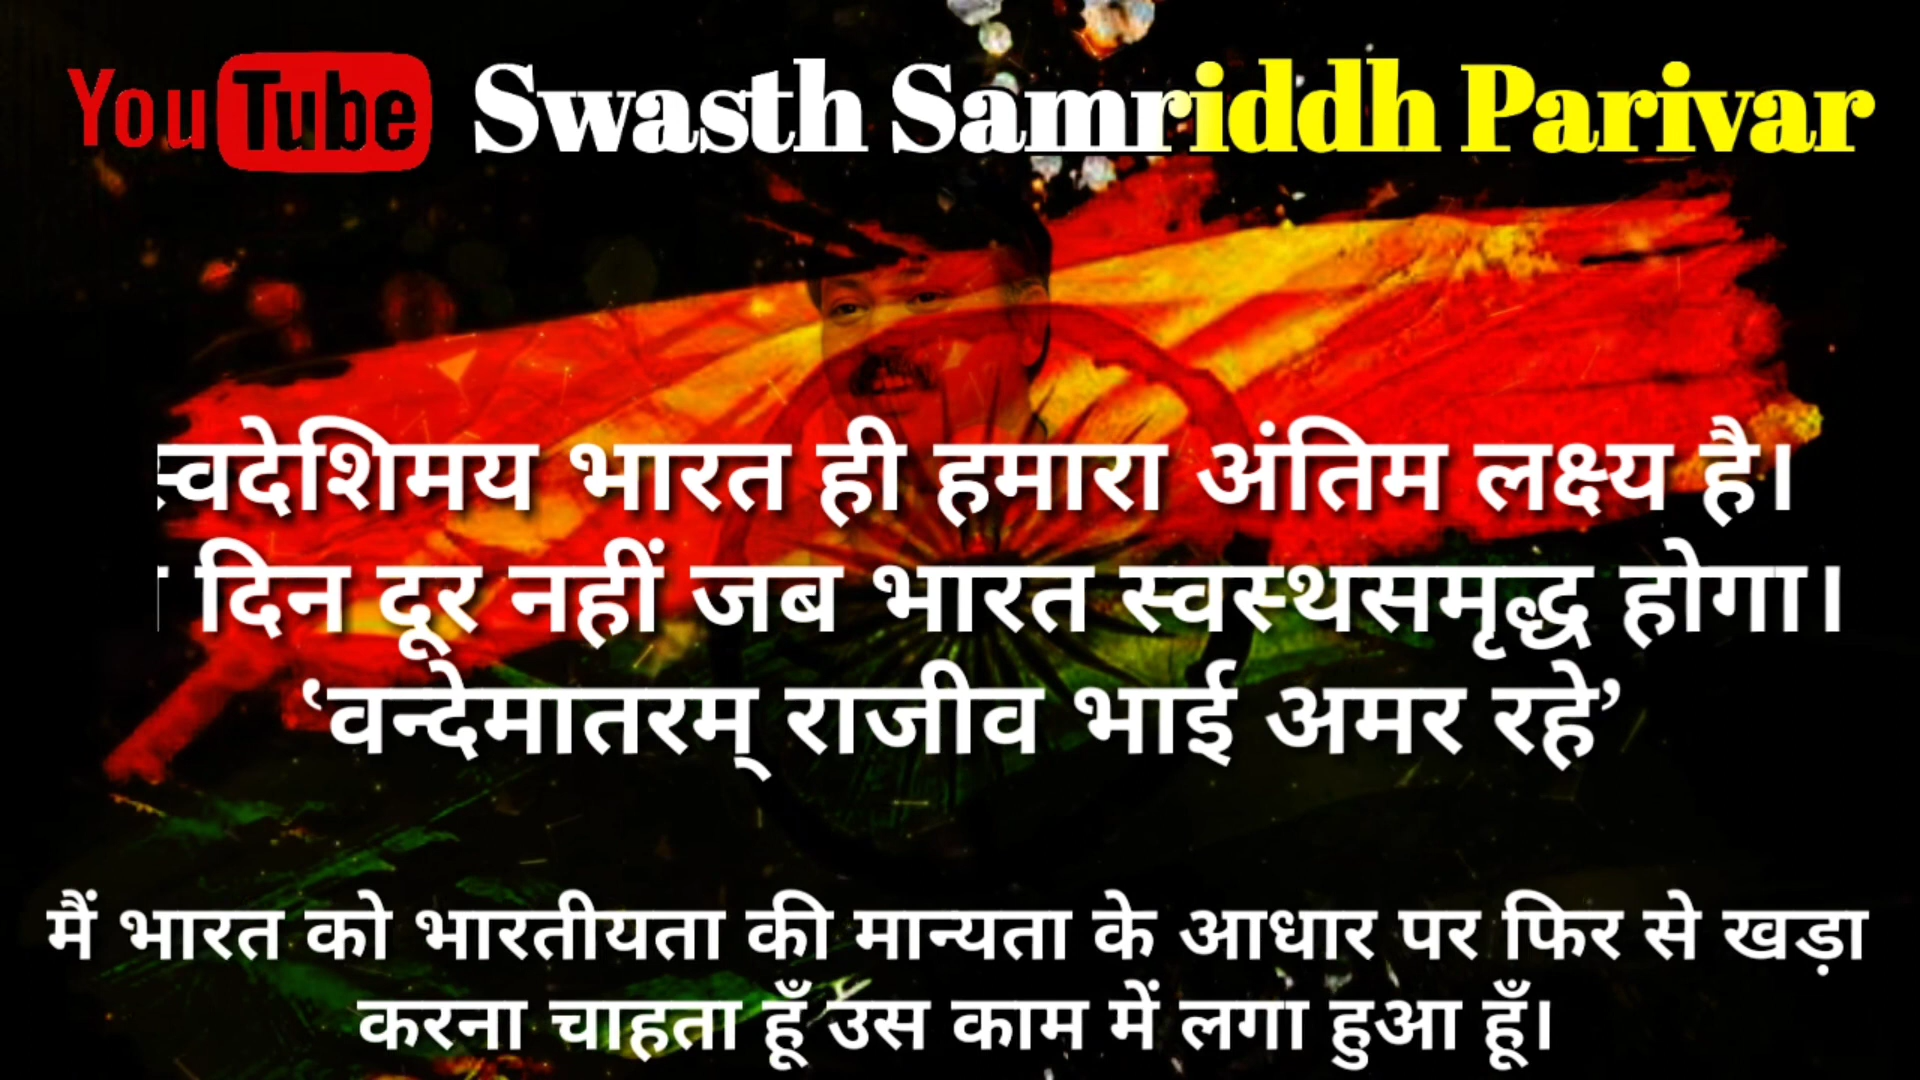 YouTube Swasth Samriddh Parivar
स्वदेशिमय भारत ही हमारा अंतिम लक्ष्य है।
दिन दूर नहीं जब भारत स्वस्थसमृद्ध होगा।
‘वन्देमातरम् राजीव भाई अमर रहे’
मैं भारत को भारतीयता की मान्यता के आधार पर फिर से खड़ा
करना चाहता हूँ उस काम में लगा हुआ हूँ।